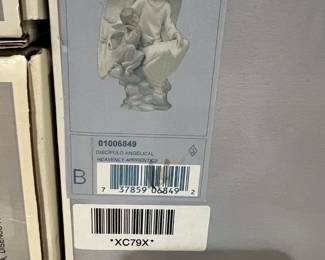 01006849
DISCIPULO ANGELICAL
HEAVENLY APPRENTICE
B
7 37859 06849 2
*XC79X*